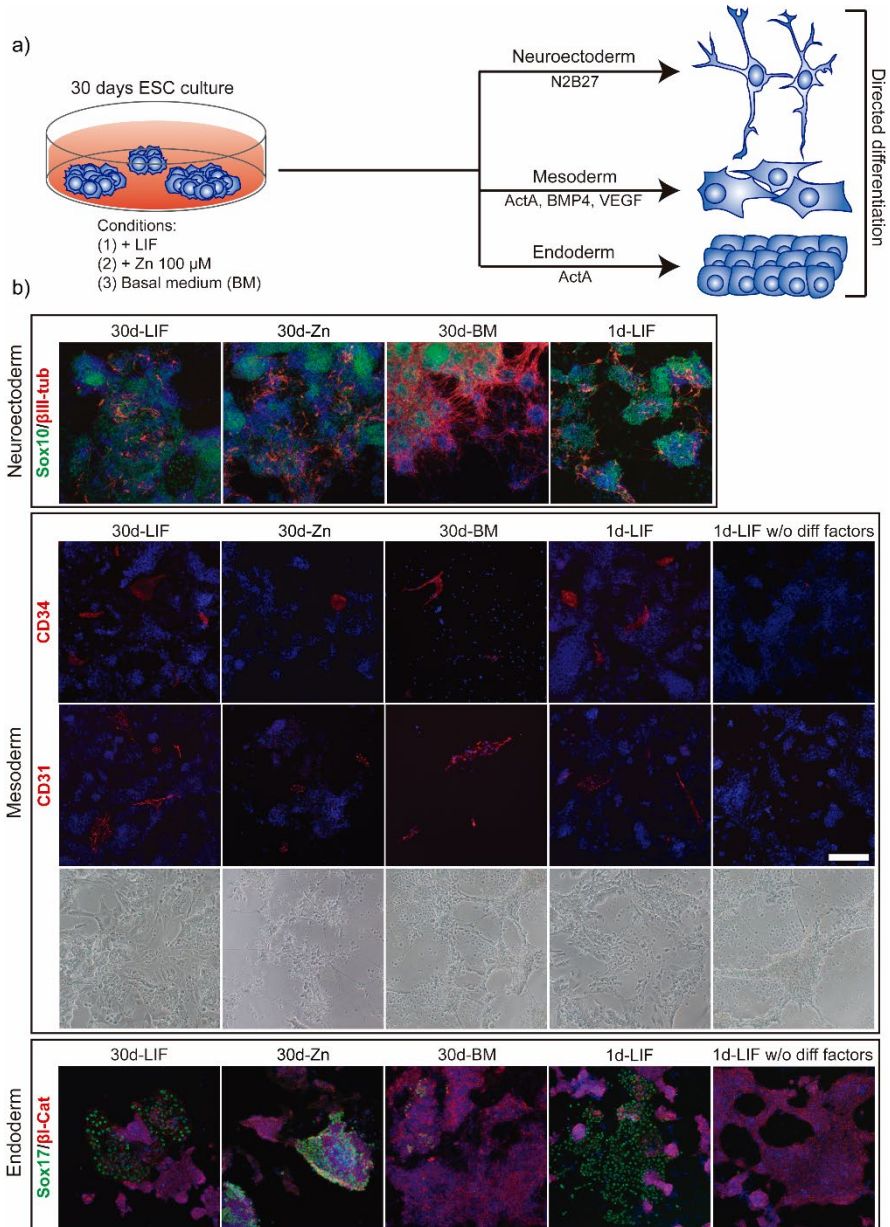 a)
30 days ESC culture
Conditions:
(1) + LIF
(2) + Zn 100 µM
(3) Basal medium (BM)
Neuroectoderm
N2B27
Mesoderm
ActA, BMP4, VEGF
Endoderm
ActA
Directed differentiation
b)
Neuroectoderm
Sox10/βIII-tub
30d-LIF 30d-Zn 30d-BM 1d-LIF
Mesoderm
30d-LIF 30d-Zn 30d-BM 1d-LIF 1d-LIF w/o diff factors
CD34
CD31
Endoderm
Sox17/βI-Cat
30d-LIF 30d-Zn 30d-BM 1d-LIF 1d-LIF w/o diff factors